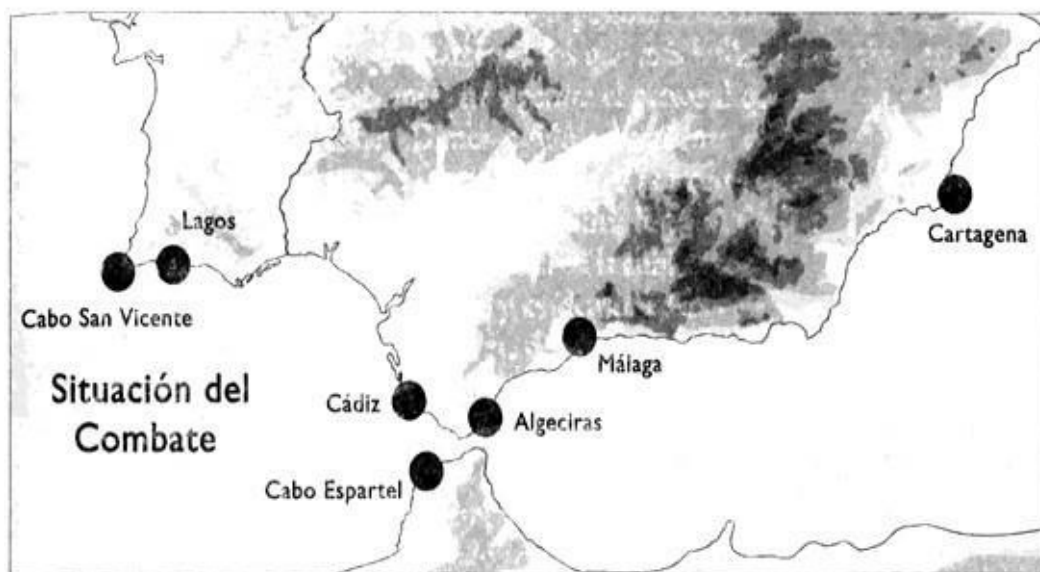 Lagos
Cartagena
Cabo San Vicente
Málaga
Situación del
Combate
Cádiz
Algeciras
Cabo Espartel